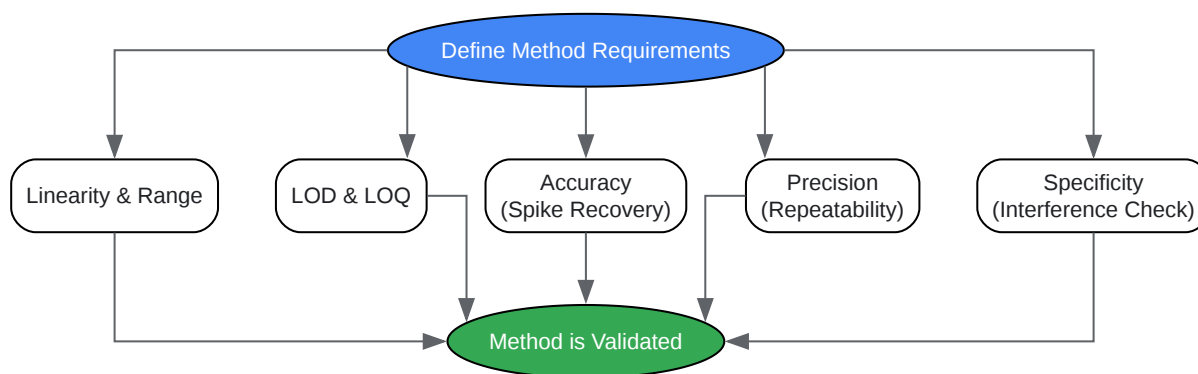 Define Method Requirements
Linearity & Range
LOD & LOQ
Accuracy
(Spike Recovery)
Precision
(Repeatability)
Specificity
(Interference Check)
Method is Validated